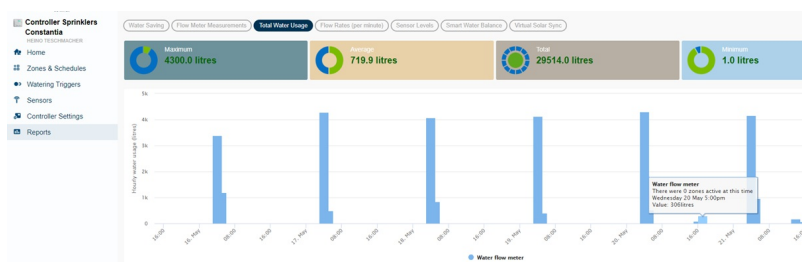 Controller Sprinklers
Constantia
HEIMO TESCHMACHER
Home
Zones & Schedules
Watering Triggers
Sensors
Controller Settings
Reports
Water Saving
Flow Meter Measurements
Total Water Usage
Flow Rates (per minute)
Sensor Levels
Smart Water Balance
Virtual Solar Sync
Maximum
4300.0 litres
Average
719.9 litres
Total
29514.0 litres
Minimum
1.0 litres
Hourly water usage (litres)
5k
4k
3k
2k
1k
0
Water flow meter
There were 0 zones active at this time
Wednesday 20 May 5:00pm
Value: 306litres
16:00
16. May
08:00
16:00
17. May
08:00
16:00
18. May
08:00
16:00
19. May
08:00
16:00
20. May
08:00
16:00
21. May
08:00
Water flow meter